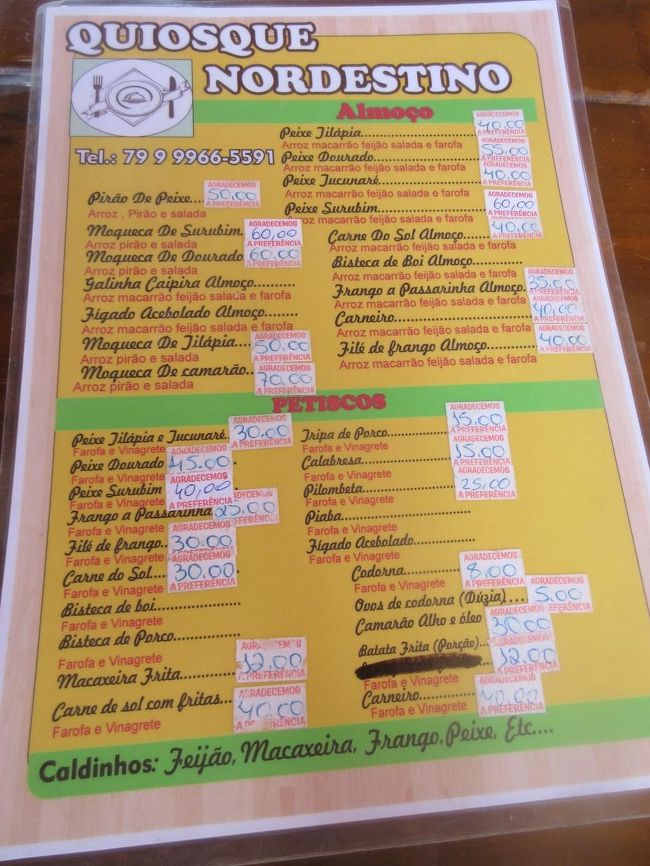 QUIOSQUE
NORDESTINO
Tel.: 79 9 9966-5591
Almoço
Peixe Tilápia 40,00
Arroz macarrão feijão salada e farofa
Peixe Dourado 55,00
Arroz macarrão feijão salada e farofa
Peixe Tucunaré 40,00
Arroz macarrão feijão salada e farofa
Peixe Surubim 60,00
Arroz macarrão feijão salada e farofa
Carne Do Sol Almoço 40,00
Arroz macarrão feijão salada e farofa
Bisteca de Boi Almoço
Arroz macarrão feijão salada e farofa
Frango a Passarinha Almoço 35,00
Arroz macarrão feijão salada e farofa
Carneiro 40,00
Arroz macarrão feijão salada e farofa
Filé de frango Almoço 40,00
Arroz macarrão feijão salada e farofa
Pirão De Peixe 50,00
Arroz , Pirão e salada
Moqueca De Surubim 60,00
Arroz pirão e salada
Moqueca De Dourado 60,00
Arroz pirão e salada
Galinha Caipira Almoço
Arroz macarrão feijão salada e farofa
Fígado Acebolado Almoço
Arroz macarrão feijão salada e farofa
Moqueca De Tilápia 50,00
Arroz pirão e salada
Moqueca De camarão 70,00
Arroz pirão e salada
PETISCOS
Peixe Tilápia e Tucunaré 30,00
Farofa e Vinagrete
Peixe Dourado 45,00
Farofa e Vinagrete
Peixe Surubim 40,00
Farofa e Vinagrete
Frango a Passarinha 25,00
Farofa e Vinagrete
Filé de frango 30,00
Farofa e Vinagrete
Carne do Sol 30,00
Farofa e Vinagrete
Bisteca de boi
Bisteca de Porco
Farofa e Vinagrete
Macaxeira Frita 12,00
Carne de sol com fritas 40,00
Farofa e Vinagrete
Tripa de Porco 15,00
Farofa e Vinagrete
Calabresa 15,00
Farofa e Vinagrete
Pilombeta 25,00
Farofa e Vinagrete
Piaba
Farofa e Vinagrete
Fígado Acebolado
Farofa e Vinagrete
Codorna 8,00
Farofa e Vinagrete
Ovos de codorna (Dúzia) 5,00
Camarão Alho e óleo 30,00
Batata Frita (Porção) 12,00
Farofa e Vinagrete
Carneiro 40,00
Farofa e Vinagrete
Caldinhos: Feijão, Macaxeira, Frango, Peixe, Etc....
AGRADECEMOS
A PREFERÊNCIA